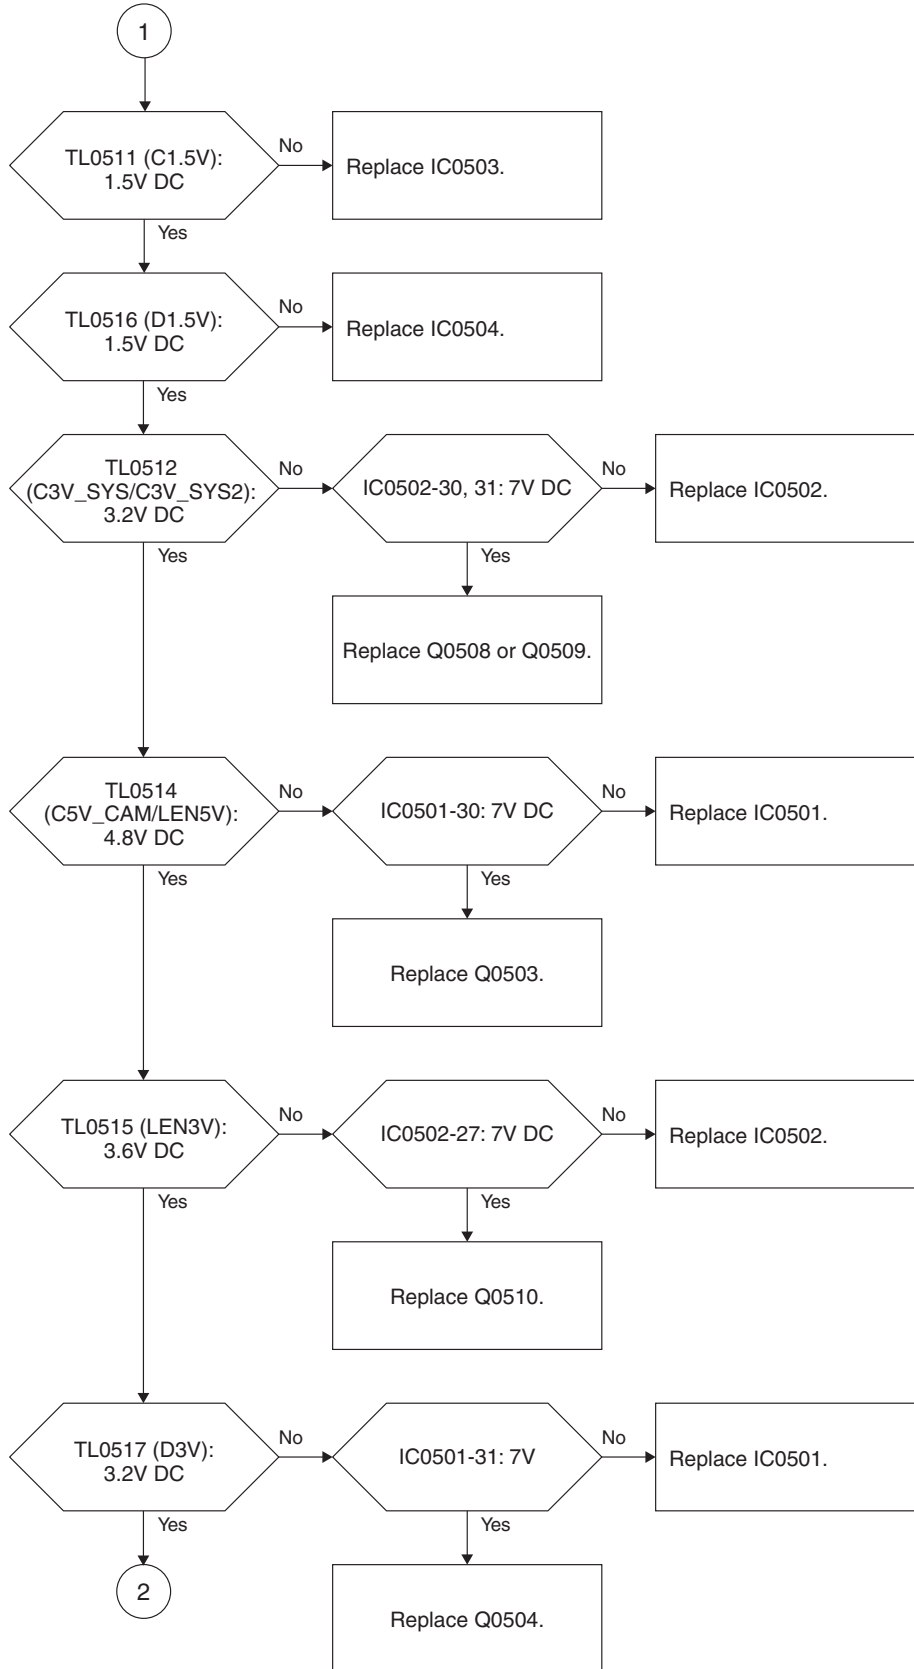 1
TL0511 (C1.5V):
1.5V DC
No
Replace IC0503.
Yes
TL0516 (D1.5V):
1.5V DC
No
Replace IC0504.
Yes
TL0512
(C3V_SYS/C3V_SYS2):
3.2V DC
No
IC0502-30, 31: 7V DC
No
Replace IC0502.
Yes
Yes
Replace Q0508 or Q0509.
TL0514
(C5V_CAM/LEN5V):
4.8V DC
No
IC0501-30: 7V DC
No
Replace IC0501.
Yes
Yes
Replace Q0503.
TL0515 (LEN3V):
3.6V DC
No
IC0502-27: 7V DC
No
Replace IC0502.
Yes
Yes
Replace Q0510.
TL0517 (D3V):
3.2V DC
No
IC0501-31: 7V
No
Replace IC0501.
Yes
Yes
2
Replace Q0504.